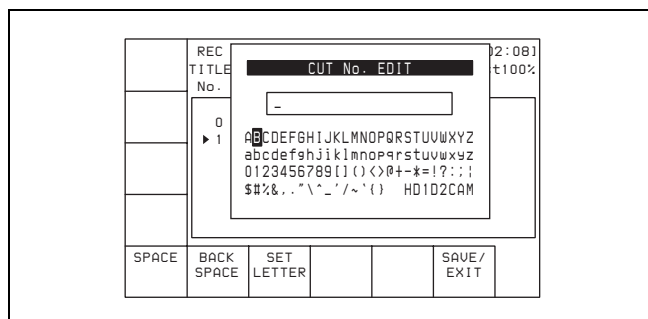 REC 02:08]
TITLE t100%
No.
CUT No. EDIT
_
0
▶ 1
ABCDEFGHIJKLMNOPQRSTUVWXYZ
abcdefghijiklmnopqrstuvwxyz
0123456789[]()<>@+-*=!?:;¦
$#%&,."\^_'/~`{} HD1D2CAM
SPACE BACK SPACE SET LETTER SAVE/ EXIT